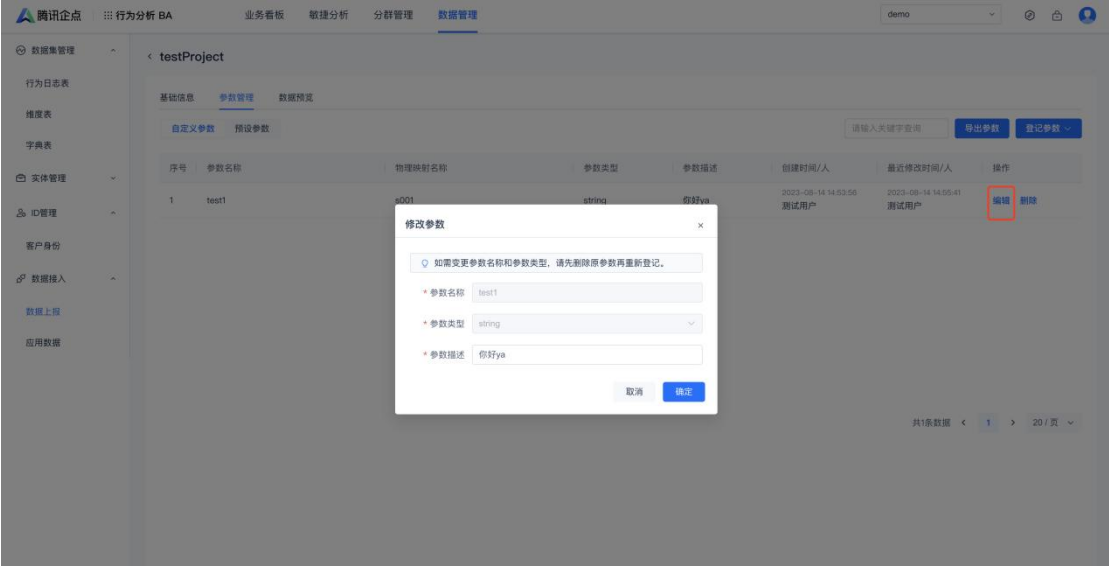 腾讯企点 行为分析 BA 业务看板 敏捷分析 分群管理 数据管理 demo
数据集管理
行为日志表
维度表
字典表
实体管理
ID管理
客户身份
数据接入
数据上报
应用数据
testProject
基础信息 参数管理 数据预览
自定义参数 预设参数 请输入关键字查询 导出参数 登记参数
序号 参数名称 物理映射名称 参数类型 参数描述 创建时间/人 最近修改时间/人 操作
1 test1 s001 string 你好ya 2023-08-14 14:53:56 2023-08-14 14:55:41 编辑 删除
测试用户 测试用户
修改参数 ×
如需变更参数名称和参数类型，请先删除原参数再重新登记。
* 参数名称 test1
* 参数类型 string
* 参数描述 你好ya
取消 确定
共1条数据 < 1 > 20 / 页